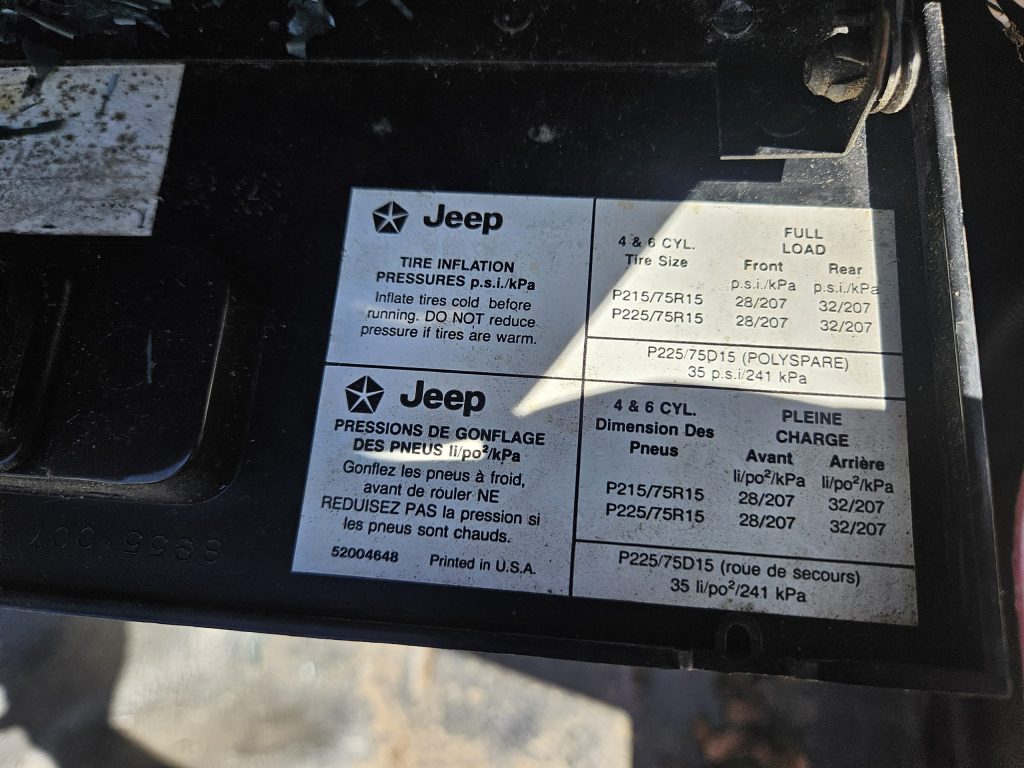 Jeep
TIRE INFLATION
PRESSURES p.s.i./kPa
Inflate tires cold before
running. DO NOT reduce
pressure if tires are warm.
4 & 6 CYL.
Tire Size
FULL
LOAD
Front
Rear
p.s.i./kPa
p.s.i./kPa
P215/75R15
28/207
32/207
P225/75R15
28/207
32/207
P225/75D15 (POLYSPARE)
35 p.s.i/241 kPa
Jeep
PRESSIONS DE GONFLAGE
DES PNEUS li/po²/kPa
Gonflez les pneus à froid,
avant de rouler NE
REDUISEZ PAS la pression si
les pneus sont chauds.
52004648
Printed in U.S.A.
4 & 6 CYL.
Dimension Des
Pneus
PLEINE
CHARGE
Avant
Arrière
li/po²/kPa
li/po²/kPa
P215/75R15
28/207
32/207
P225/75R15
28/207
32/207
P225/75D15 (roue de secours)
35 li/po²/241 kPa